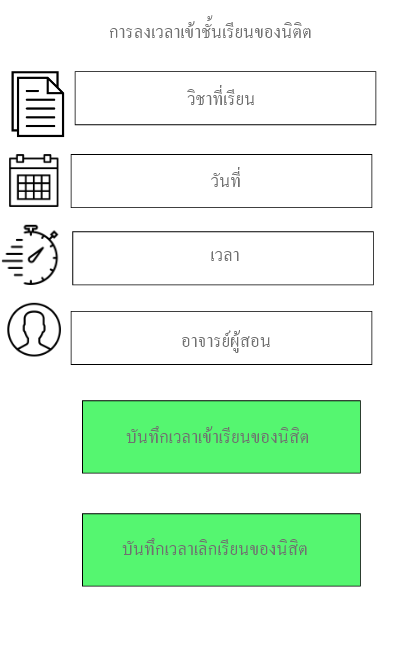 การลงเวลาเข้าชั้นเรียนของนิติต
วิชาที่เรียน
วันที่
เวลา
อาจารย์ผู้สอน
บันทึกเวลาเข้าเรียนของนิสิต
บันทึกเวลาเลิกเรียนของนิสิต